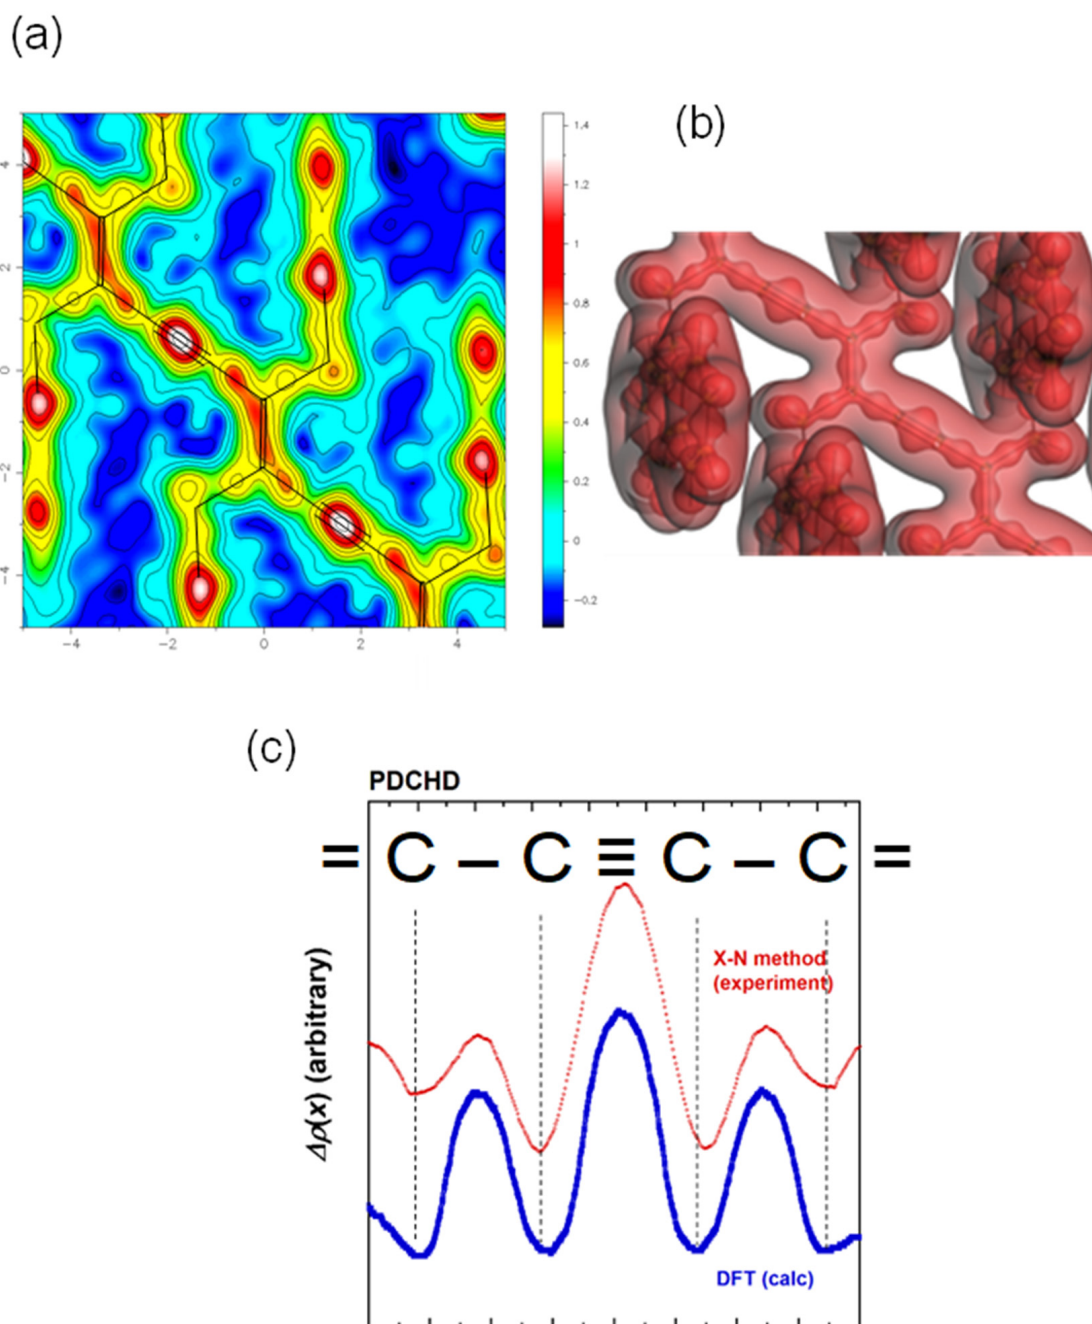 (a)
(b)
1.4
1.2
1
0.8
0.6
0.4
0.2
0
−0.2
4
2
0
−2
−4
−4
−2
0
2
4
(c)
PDCHD
= C – C ≡ C – C =
X-N method
(experiment)
Δρ(x) (arbitrary)
DFT (calc)